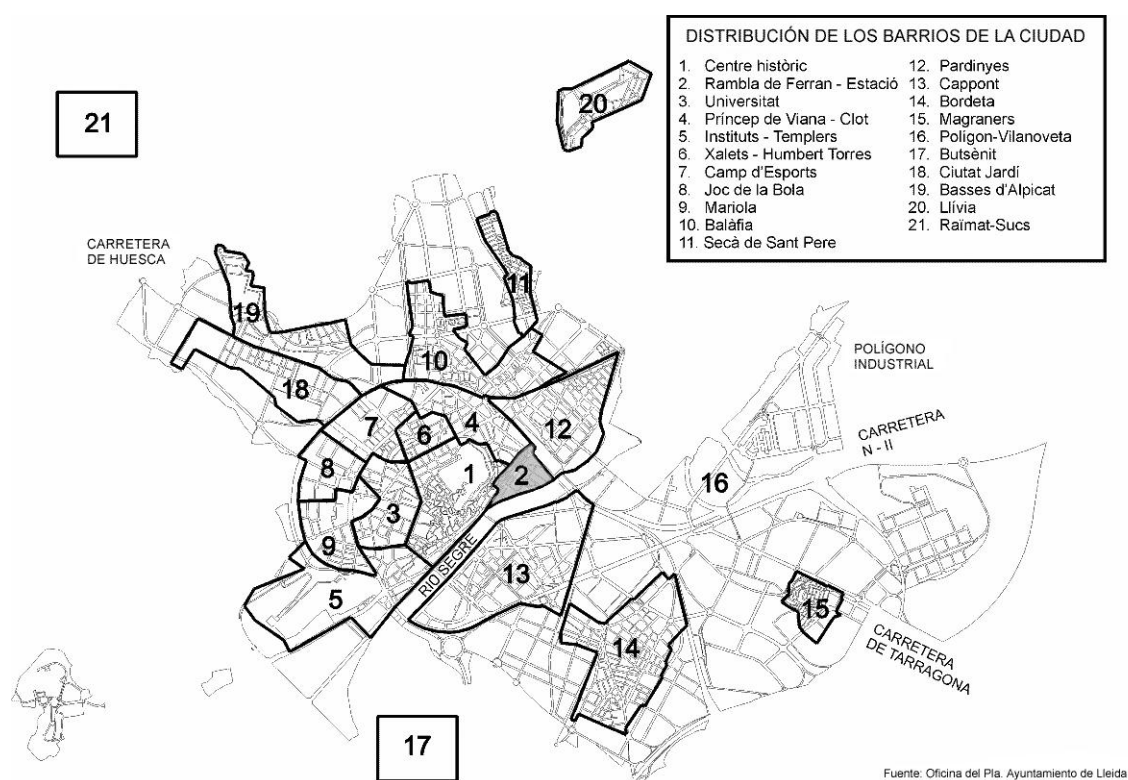 DISTRIBUCIÓN DE LOS BARRIOS DE LA CIUDAD
1. Centre històric
2. Rambla de Ferran - Estació
3. Universitat
4. Príncep de Viana - Clot
5. Instituts - Templers
6. Xalets - Humbert Torres
7. Camp d'Esports
8. Joc de la Bola
9. Mariola
10. Balàfia
11. Secà de Sant Pere
12. Pardinyes
13. Cappont
14. Bordeta
15. Magraners
16. Poligon-Vilanoveta
17. Butsènit
18. Ciutat Jardí
19. Basses d'Alpicat
20. Llívia
21. Raïmat-Sucs
21
20
CARRETERA
DE HUESCA
11
19
10
POLÍGONO
INDUSTRIAL
18
7
6
4
12
CARRETERA
N - II
8
1
2
16
3
9
RIO SEGRE
13
5
15
14
CARRETERA
DE TARRAGONA
17
Fuente: Oficina del Pla. Ayuntamiento de Lleida